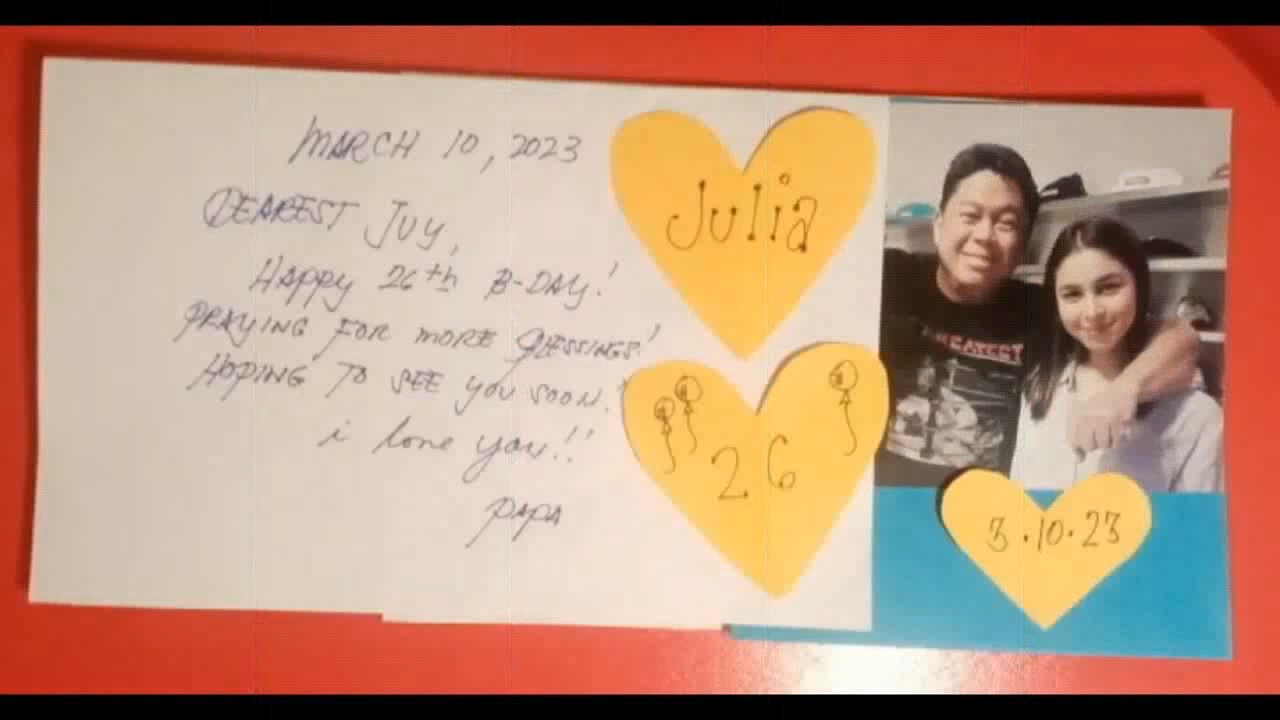 MARCH 10, 2023
DEAREST JUY,
HAPPY 26th B-DAY!
PRAYING FOR MORE BLESSINGS!
HOPING TO SEE YOU SOON!
i love you!!
PAPA
Julia
26
3.10.23